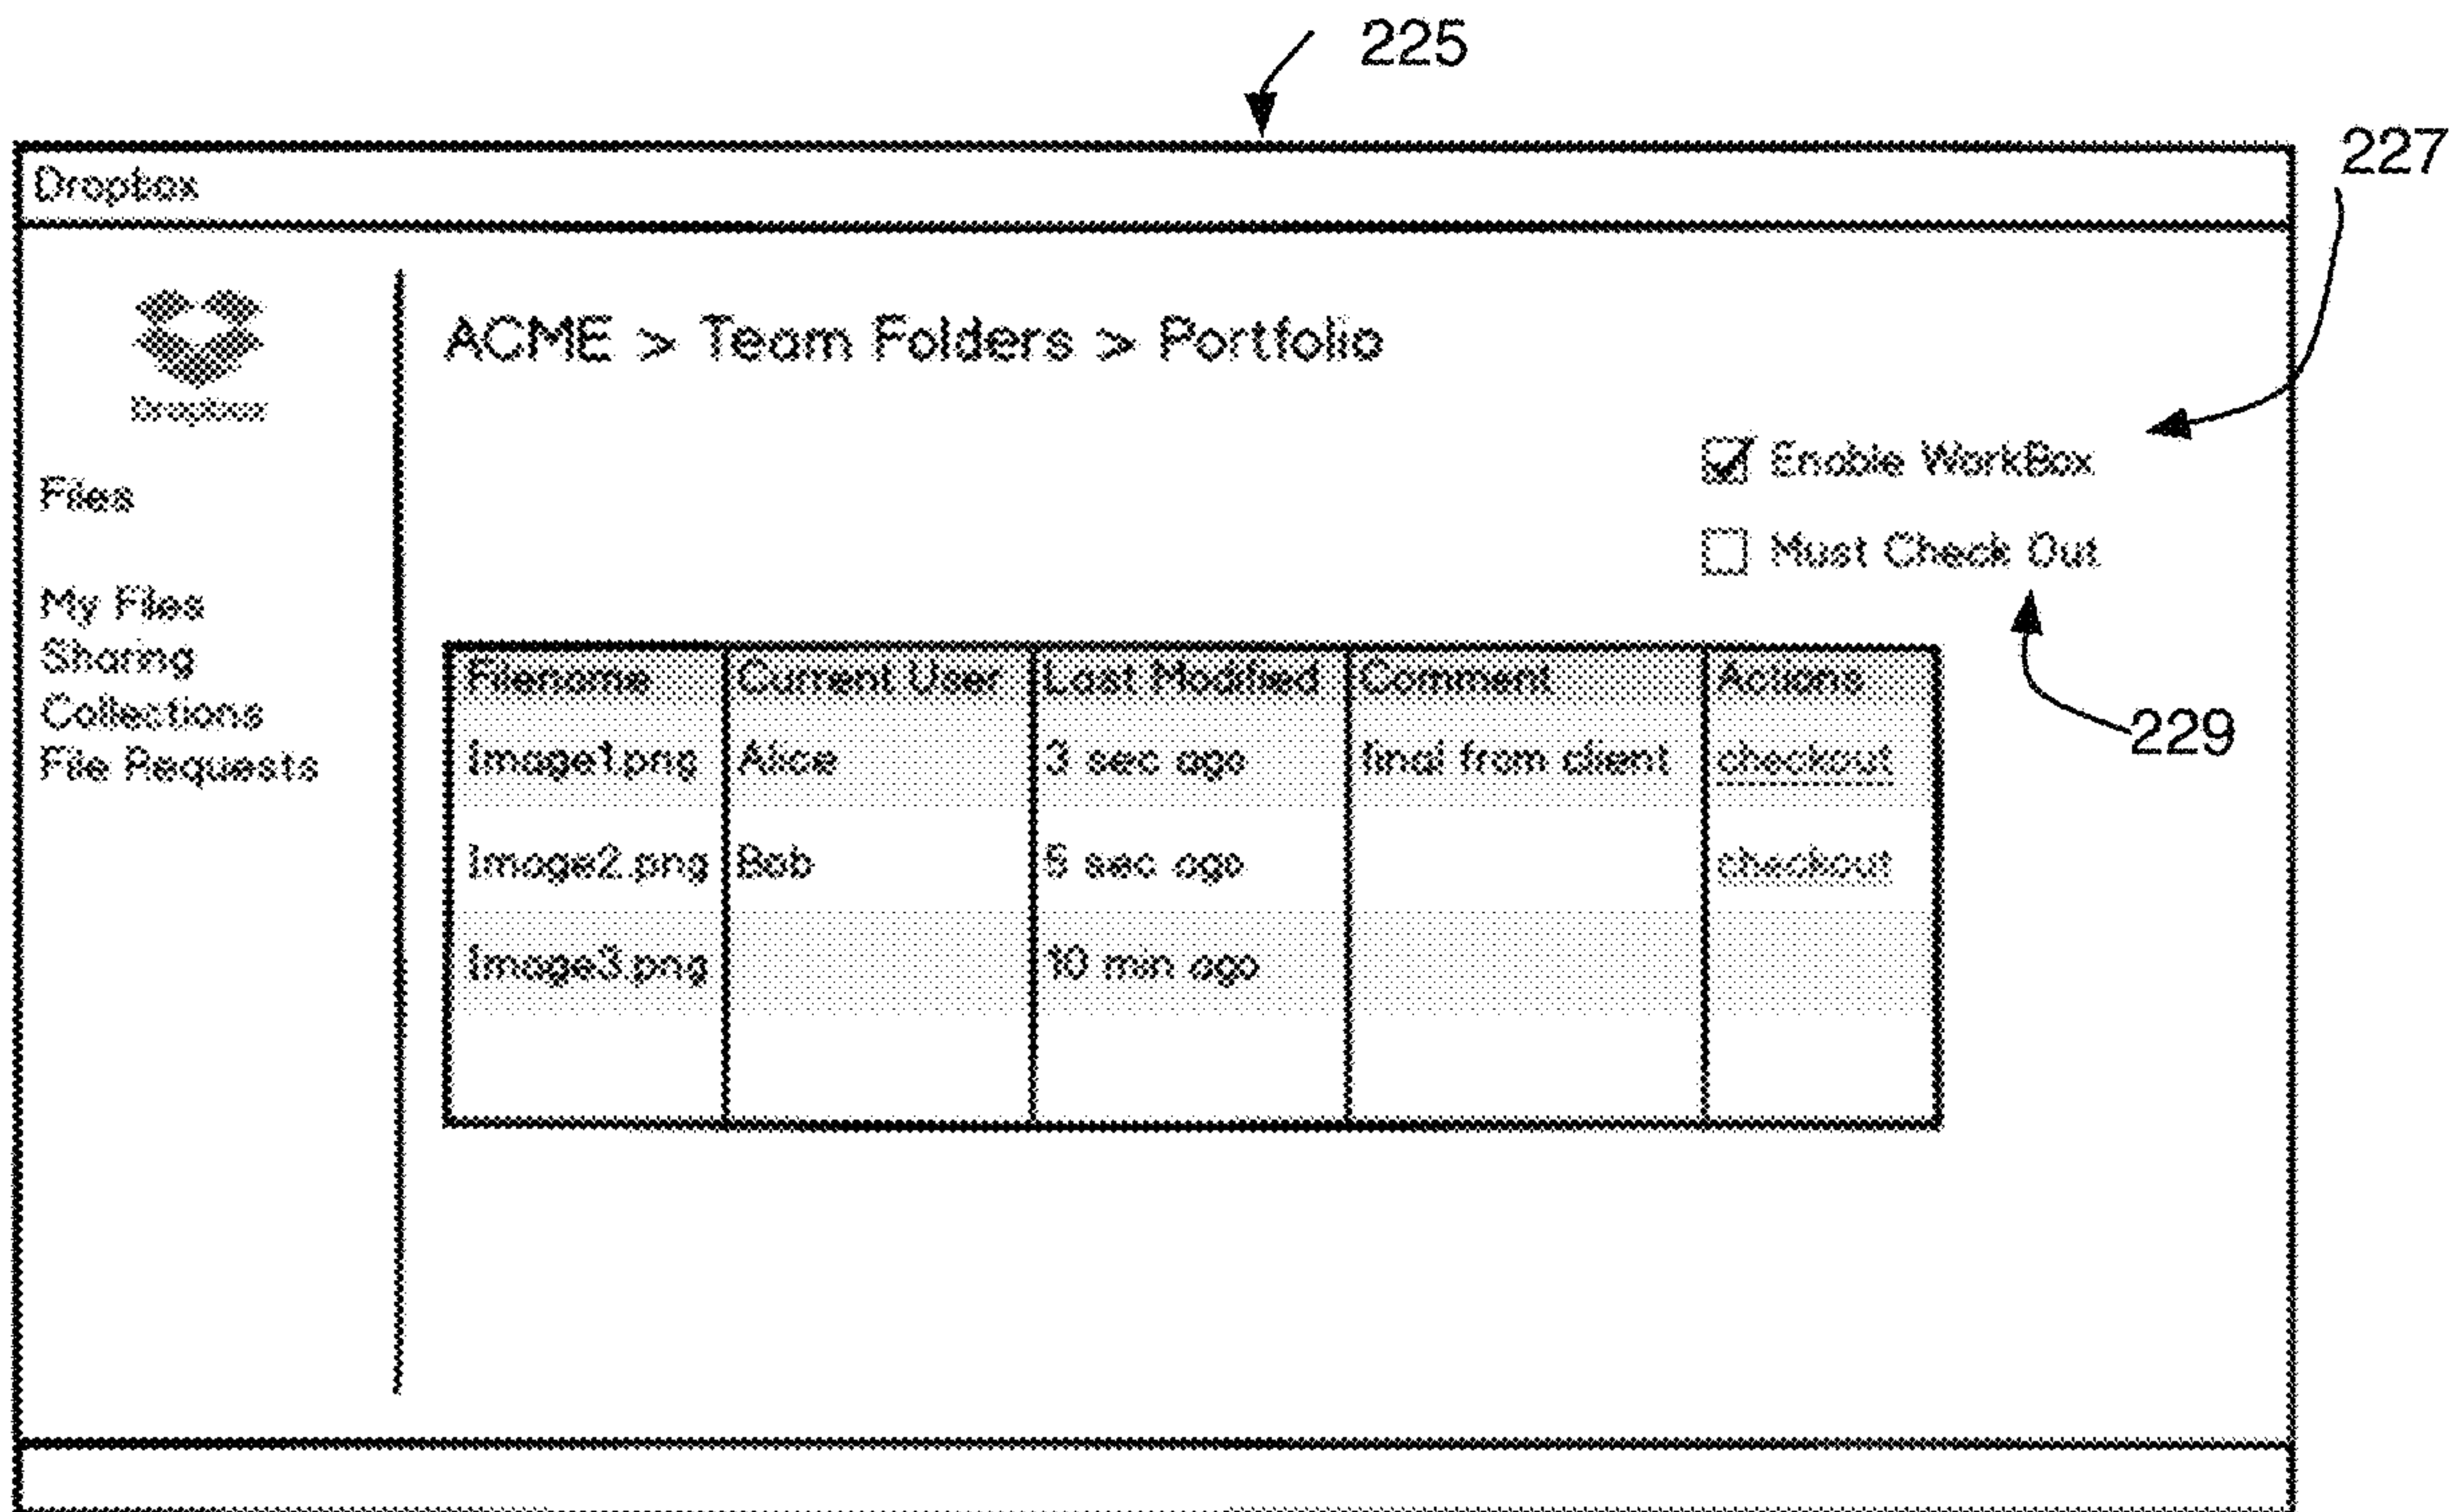 225
227
Dropbox
Dropbox
ACME > Team Folders > Portfolio
Enable WorkBox
Files
Must Check Out
My Files
Sharing
Collections
File Requests
229
Filename Current User Last Modified Comment Actions
Image1.png Alice 3 sec ago final from client checkout
Image2.png Bob sec ago checkout
Image3.png 10 min ago